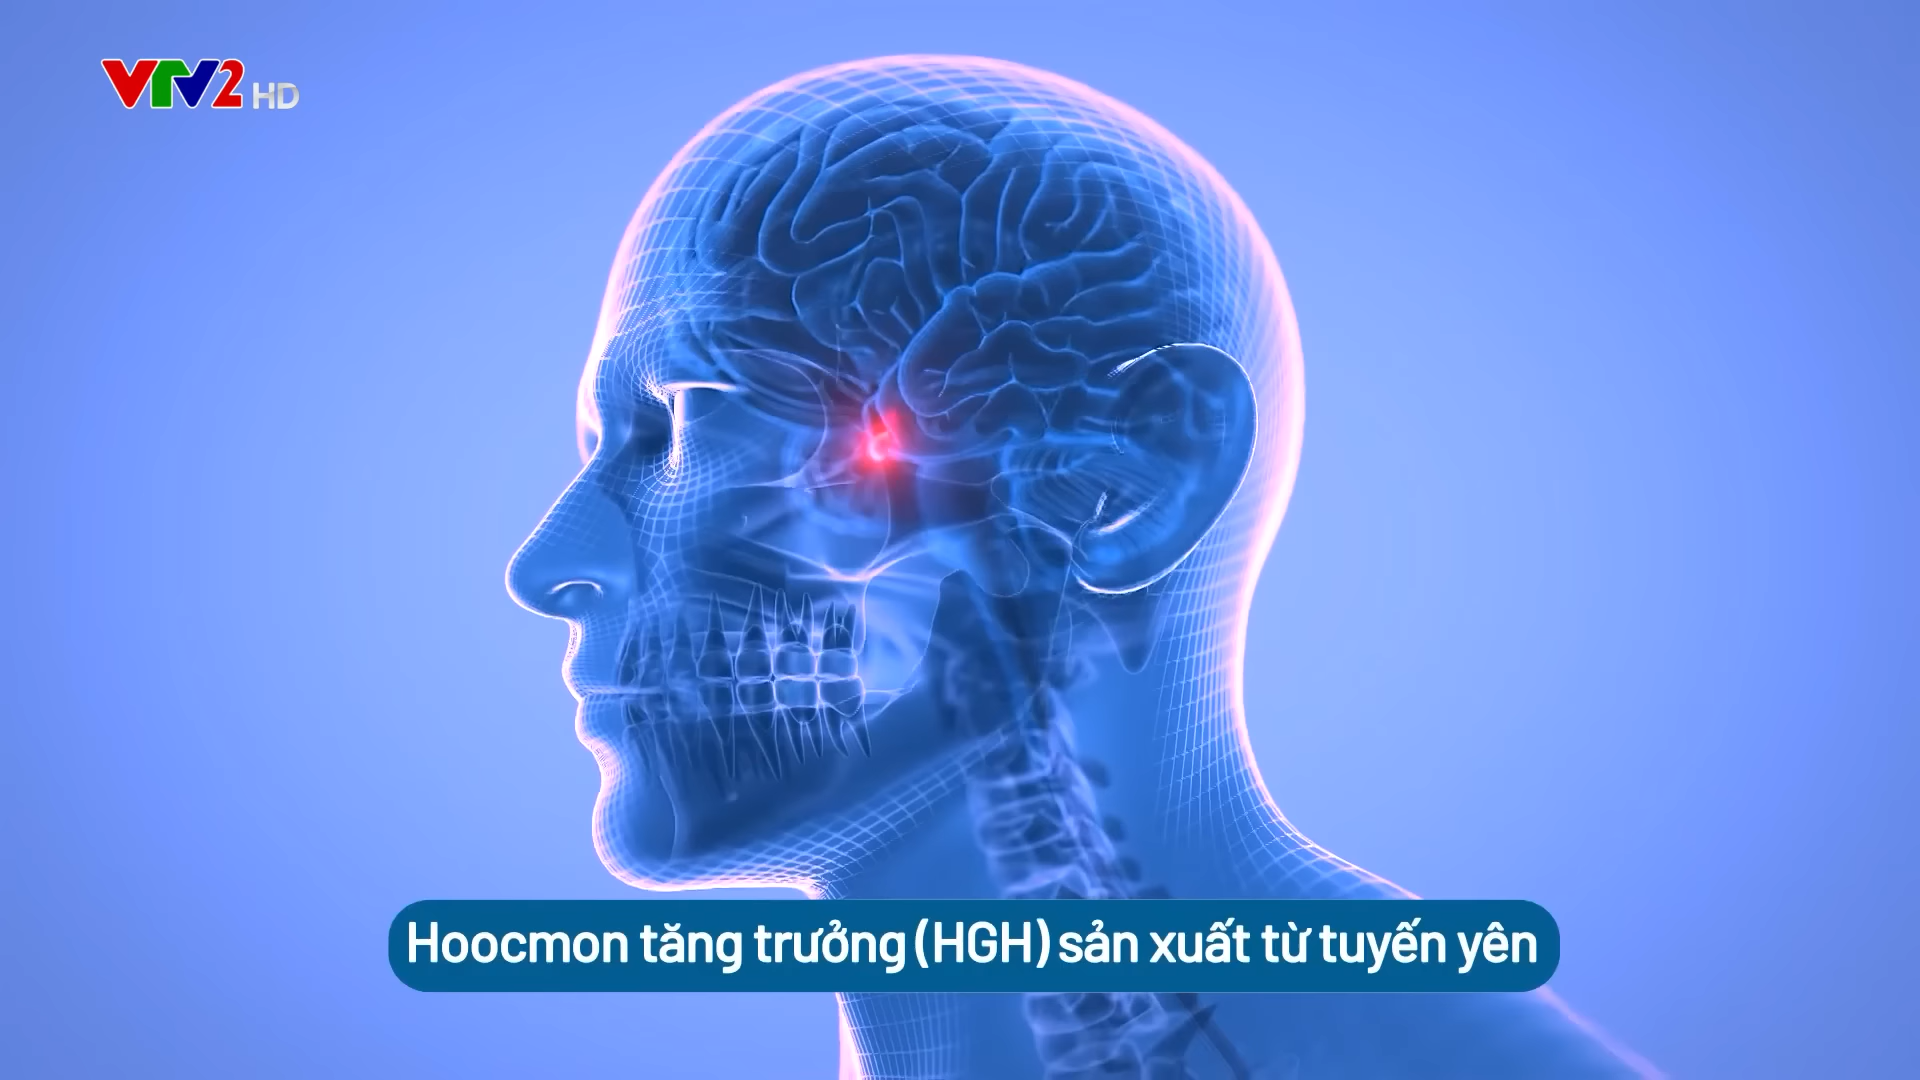 VTV2 HD
Hoocmon tăng trưởng (HGH) sản xuất từ tuyến yên